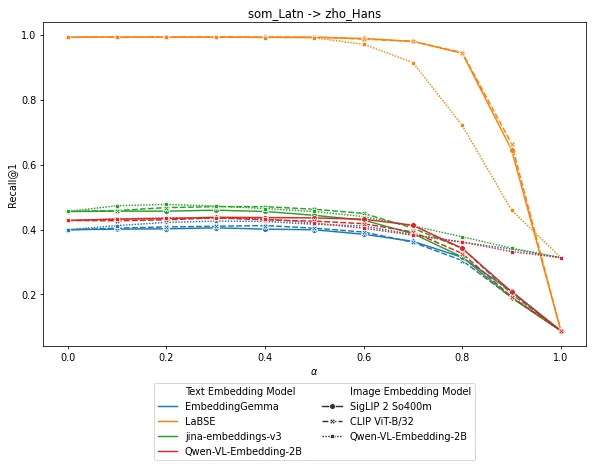 som_Latn -> zho_Hans
Recall@1
1.0
0.8
0.6
0.4
0.2
0.0 0.2 0.4 0.6 0.8 1.0
α
Text Embedding Model Image Embedding Model
EmbeddingGemma SigLIP 2 So400m
LaBSE CLIP ViT-B/32
jina-embeddings-v3 Qwen-VL-Embedding-2B
Qwen-VL-Embedding-2B